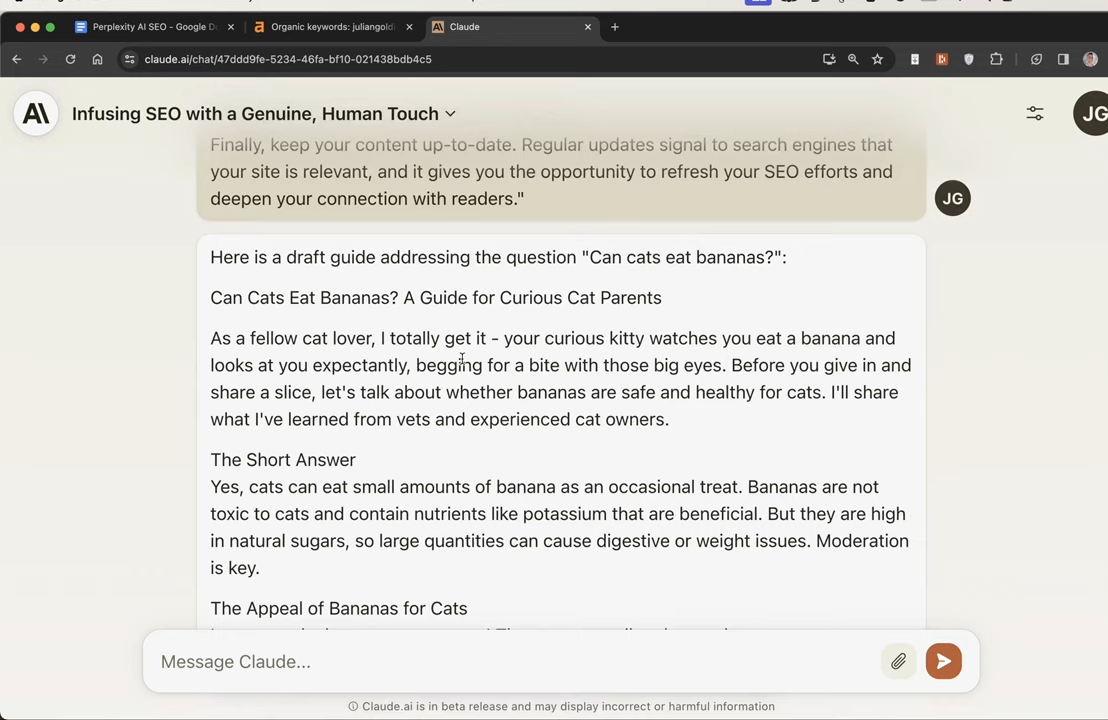 Perplexity AI SEO - Google D
Organic keywords: juliangoldi
Claude
claude.ai/chat/47ddd9fe-5234-46fa-bf10-021438bdb4c5
Infusing SEO with a Genuine, Human Touch
JG
Finally, keep your content up-to-date. Regular updates signal to search engines that
your site is relevant, and it gives you the opportunity to refresh your SEO efforts and
deepen your connection with readers."
JG
Here is a draft guide addressing the question "Can cats eat bananas?":
Can Cats Eat Bananas? A Guide for Curious Cat Parents
As a fellow cat lover, I totally get it - your curious kitty watches you eat a banana and
looks at you expectantly, begging for a bite with those big eyes. Before you give in and
share a slice, let's talk about whether bananas are safe and healthy for cats. I'll share
what I've learned from vets and experienced cat owners.
The Short Answer
Yes, cats can eat small amounts of banana as an occasional treat. Bananas are not
toxic to cats and contain nutrients like potassium that are beneficial. But they are high
in natural sugars, so large quantities can cause digestive or weight issues. Moderation
is key.
The Appeal of Bananas for Cats
Message Claude...
Claude.ai is in beta release and may display incorrect or harmful information